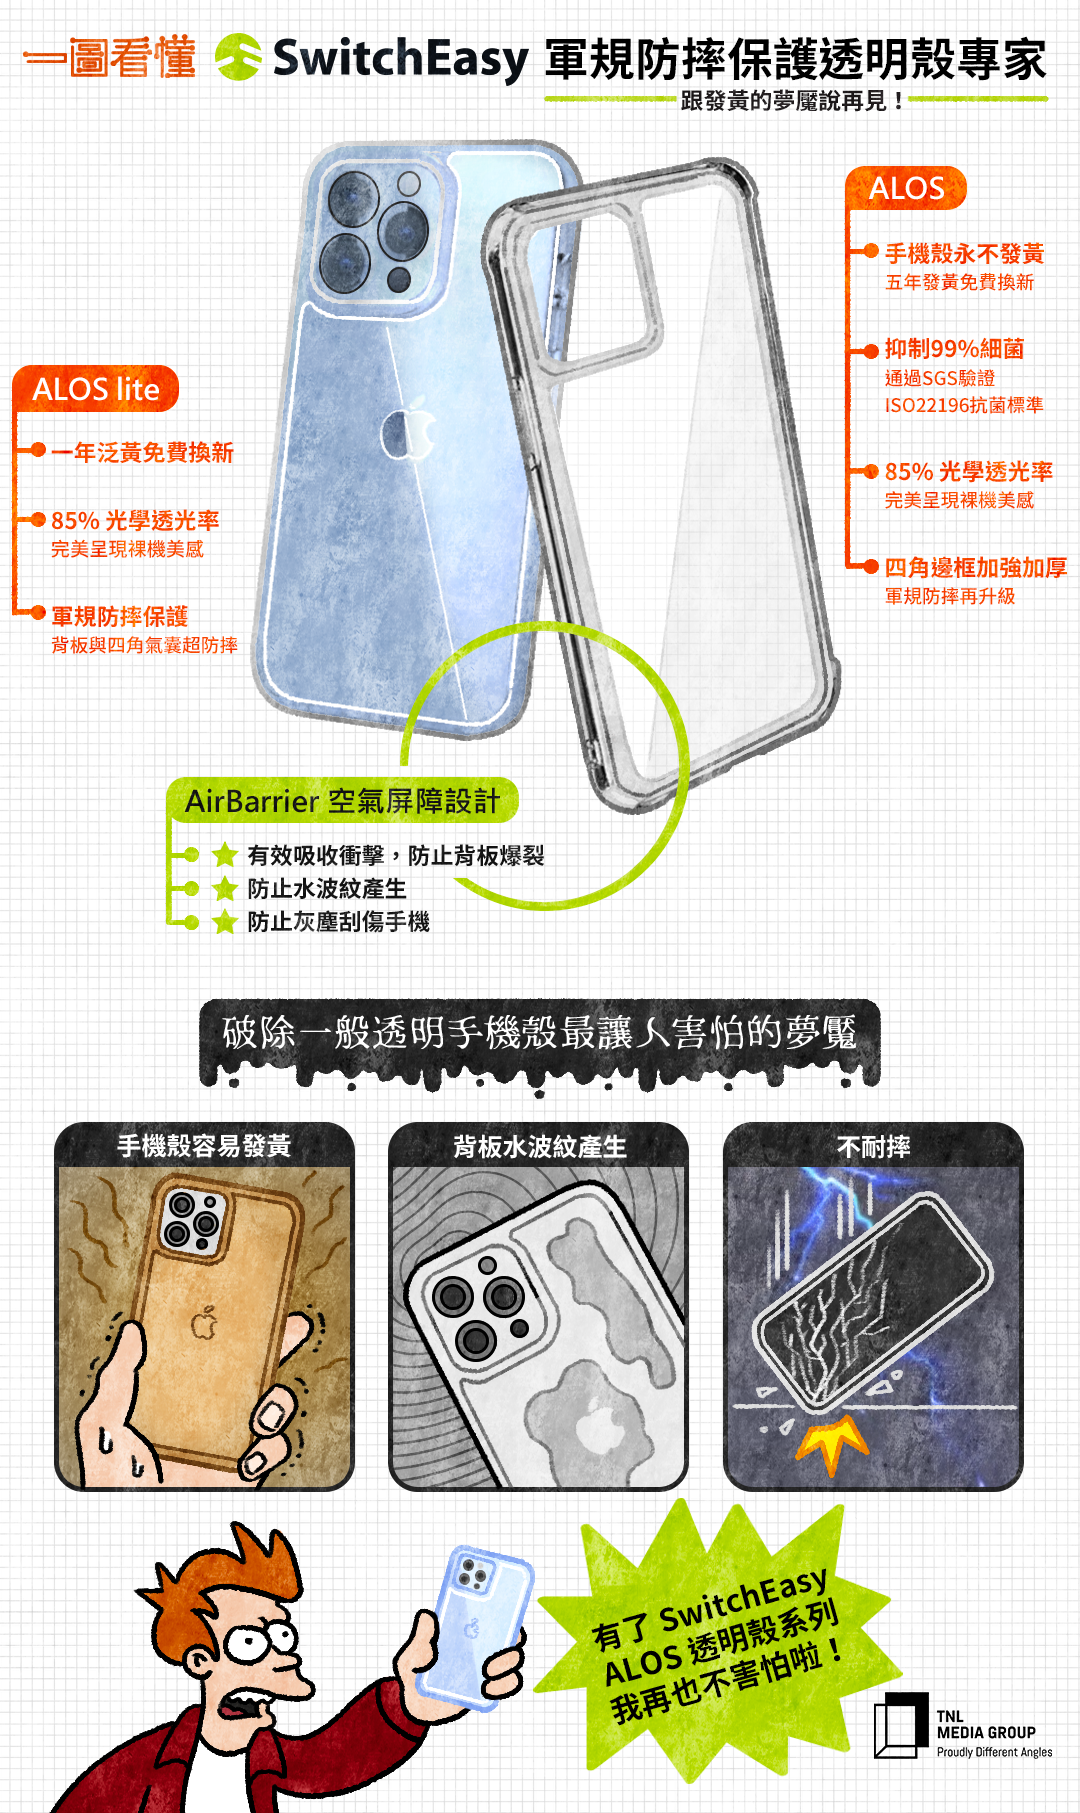 一圖看懂 SwitchEasy 軍規防摔保護透明殼專家
跟發黃的夢魘說再見！
ALOS
手機殼永不發黃
五年發黃免費換新
抑制99%細菌
通過SGS驗證
ISO22196抗菌標準
85% 光學透光率
完美呈現裸機美感
四角邊框加強加厚
軍規防摔再升級
ALOS lite
一年泛黃免費換新
85% 光學透光率
完美呈現裸機美感
軍規防摔保護
背板與四角氣囊超防摔
AirBarrier 空氣屏障設計
有效吸收衝擊，防止背板爆裂
防止水波紋產生
防止灰塵刮傷手機
破除一般透明手機殼最讓人害怕的夢魘
手機殼容易發黃
背板水波紋產生
不耐摔
有了 SwitchEasy
ALOS 透明殼系列
我再也不害怕啦！
TNL
MEDIA GROUP
Proudly Different Angles